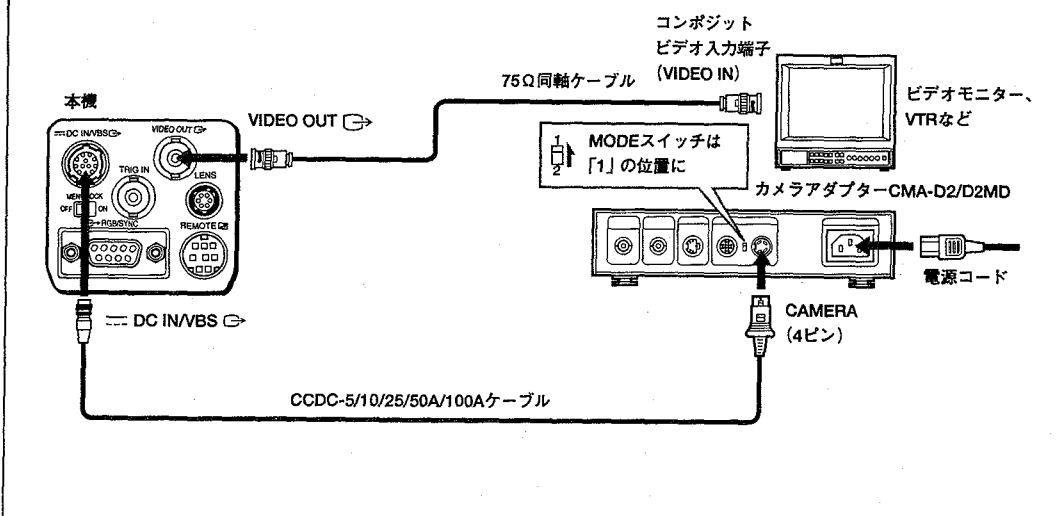 コンポジット
ビデオ入力端子
(VIDEO IN)
75Ω同軸ケーブル
ビデオモニター、
VTRなど
本機
DC IN/VBS
VIDEO OUT
VIDEO OUT
TRIG IN
LENS
MENU LOCK
OFF ON
RGB/SYNC
REMOTE
1
2
MODEスイッチは
「1」の位置に
カメラアダプターCMA-D2/D2MD
電源コード
DC IN/VBS
CAMERA
(4ピン)
CCDC-5/10/25/50A/100Aケーブル